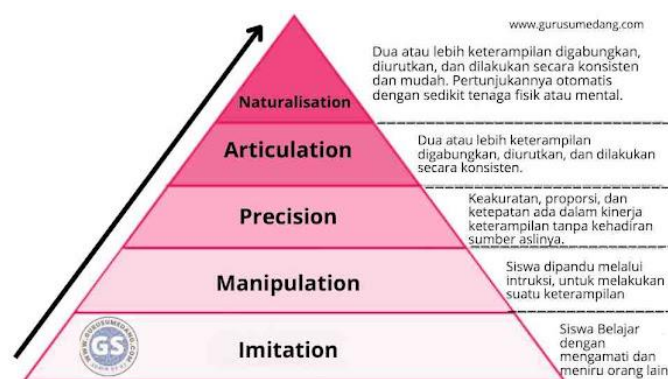 www.gurusumedang.com
Dua atau lebih keterampilan digabungkan,
diurutkan, dan dilakukan secara konsisten
dan mudah. Pertunjukannya otomatis
dengan sedikit tenaga fisik atau mental.
Naturalisation
Dua atau lebih keterampilan
digabungkan, diurutkan, dan dilakukan
secara konsisten.
Articulation
Keakuratan, proporsi, dan
ketepatan ada dalam kinerja
keterampilan tanpa kehadiran
sumber aslinya.
Precision
Siswa dipandu melalui
intruksi, untuk melakukan
suatu keterampilan
Manipulation
Siswa Belajar
dengan
mengamati dan
meniru orang lain
Imitation
WWW.GURUSUMEDANG.COM
GS